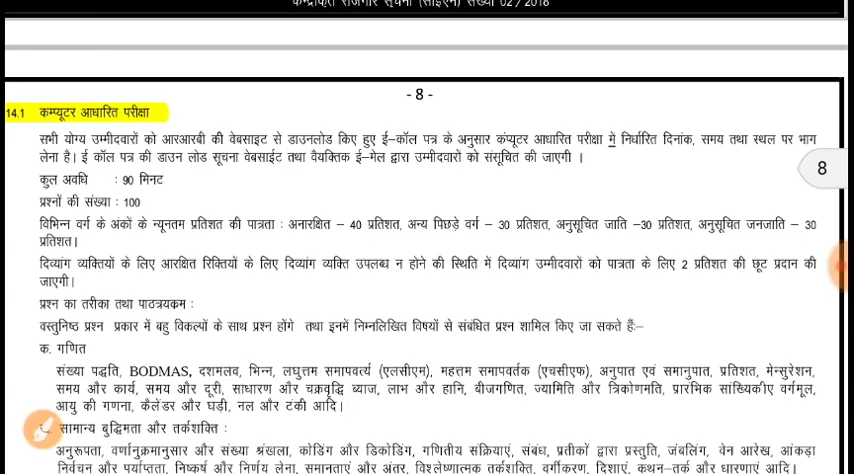 केन्द्रीकृत रोजगार सूचना (सीईएन) संख्या 02/2018
- 8 -
14.1 कम्प्यूटर आधारित परीक्षा
सभी योग्य उम्मीदवारों को आरआरबी की वेबसाइट से डाउनलोड किए हुए ई–कॉल पत्र के अनुसार कंप्यूटर आधारित परीक्षा में निर्धारित दिनांक, समय तथा स्थल पर भाग
लेना है। ई कॉल पत्र की डाउन लोड सूचना वेबसाईट तथा वैयक्तिक ई–मेल द्वारा उम्मीदवारों को संसूचित की जाएगी ।
8
कुल अवधि : 90 मिनट
प्रश्नों की संख्या : 100
विभिन्न वर्ग के अंकों के न्यूनतम प्रतिशत की पात्रता : अनारक्षित – 40 प्रतिशत, अन्य पिछड़े वर्ग – 30 प्रतिशत, अनुसूचित जाति –30 प्रतिशत, अनुसूचित जनजाति – 30
प्रतिशत।
दिव्यांग व्यक्तियों के लिए आरक्षित रिक्तियों के लिए दिव्यांग व्यक्ति उपलब्ध न होने की स्थिति में दिव्यांग उम्मीदवारों को पात्रता के लिए 2 प्रतिशत की छूट प्रदान की
जाएगी।
प्रश्न का तरीका तथा पाठ्यक्रम :
वस्तुनिष्ठ प्रश्न प्रकार में बहु विकल्पों के साथ प्रश्न होंगे तथा इनमें निम्नलिखित विषयों से संबंधित प्रश्न शामिल किए जा सकते हैं:–
क. गणित
संख्या पद्धति, BODMAS, दशमलव, भिन्न, लघुत्तम समापवर्त्य (एलसीएम), महत्तम समापवर्तक (एचसीएफ), अनुपात एवं समानुपात, प्रतिशत, मेन्सुरेशन,
समय और कार्य, समय और दूरी, साधारण और चक्रवृद्धि ब्याज, लाभ और हानि, बीजगणित, ज्यामिति और त्रिकोणमति, प्रारंभिक सांख्यिकीए वर्गमूल,
आयु की गणना, कैलेंडर और घड़ी, नल और टंकी आदि।
सामान्य बुद्धिमता और तर्कशक्ति :
अनुरूपता, वर्णानुक्रमानुसार और संख्या श्रंखला, कोडिंग और डिकोडिंग, गणितीय संक्रियाएं, संबंध, प्रतीकों द्वारा प्रस्तुति, जंबलिंग, वेन आरेख, आंकड़ा
निर्वचन और पर्याप्तता, निष्कर्ष और निर्णय लेना, समानताएं और अंतर, विश्लेष्णात्मक तर्कशक्ति, वर्गीकरण, दिशाएं, कथन–तर्क और धारणाएं आदि।